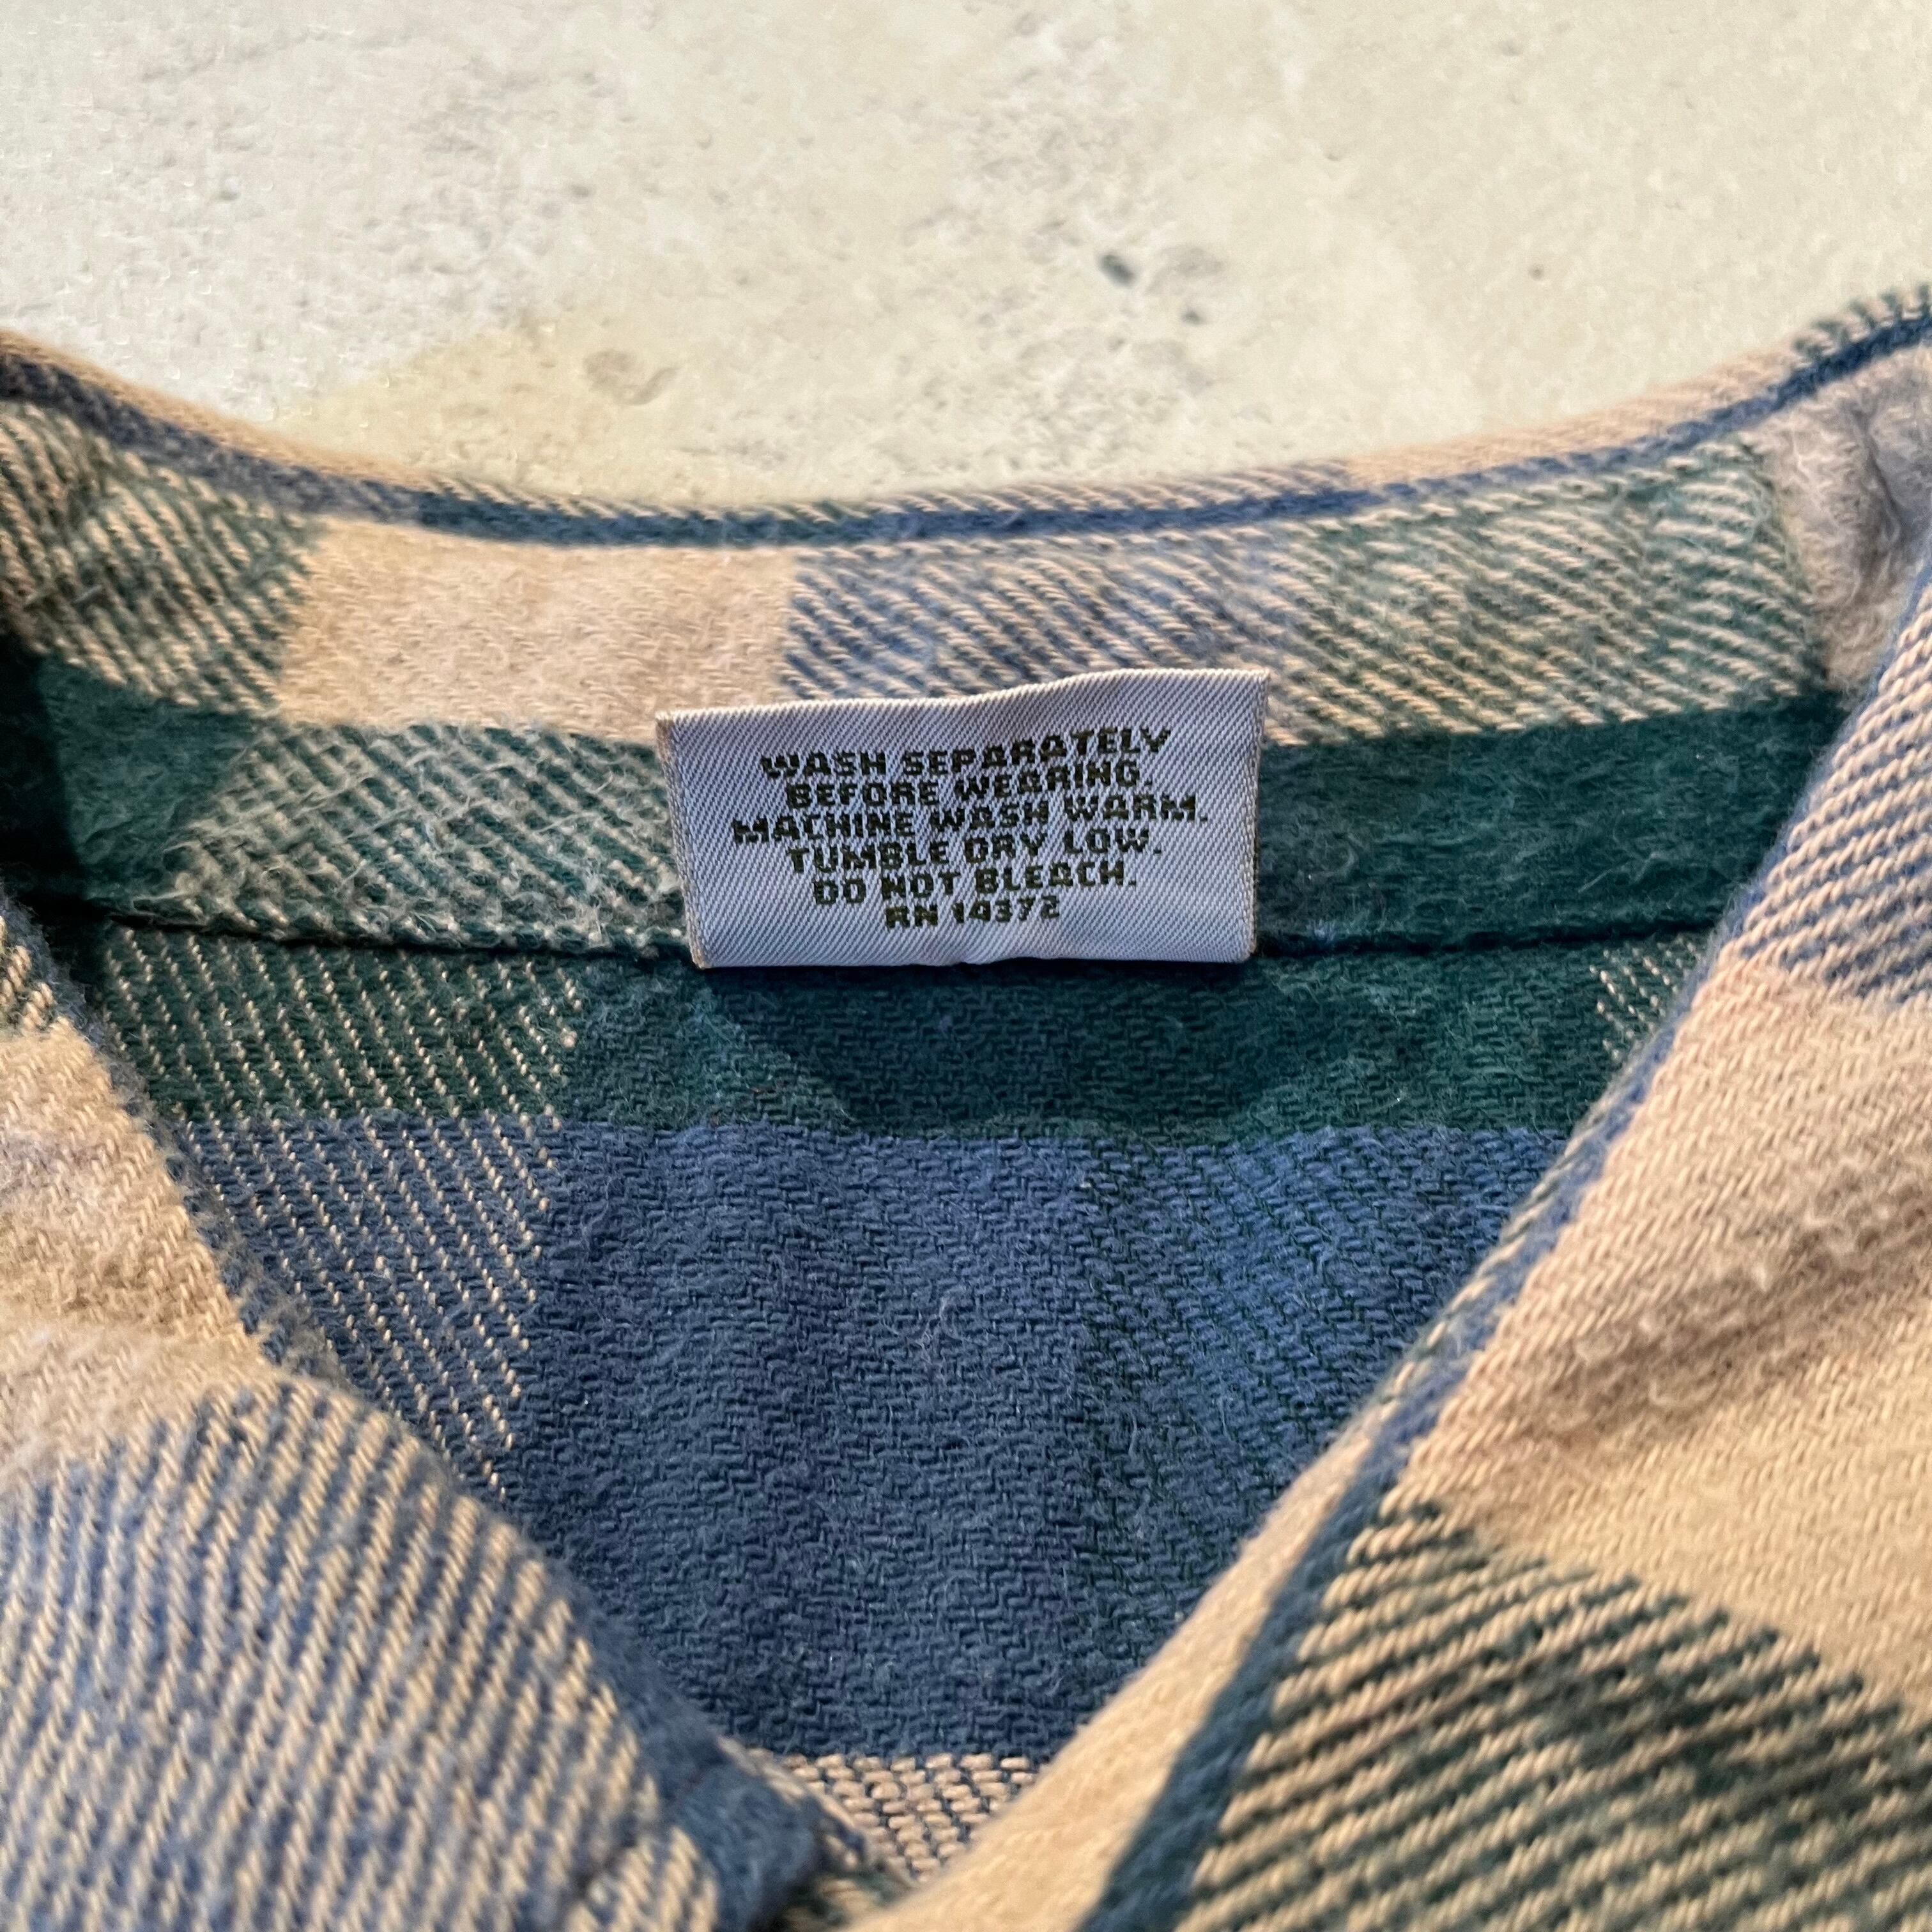 WASH SEPARATELY
BEFORE WEARING.
MACHINE WASH WARM.
TUMBLE DRY LOW.
DO NOT BLEACH.
RN 14372